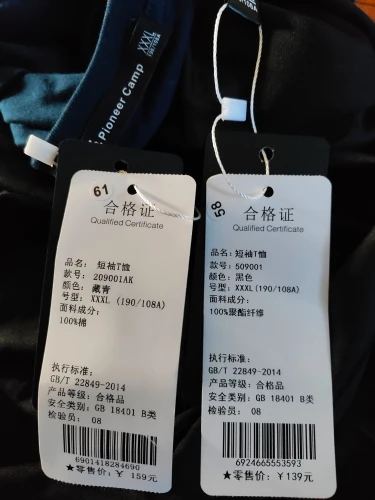 XXXL
Pioneer Camp
61
合格证
Qualified Certificate
品名: 短袖T恤
款号: 209001AK
颜色: 藏青
号型: XXXL (190/108A)
面料成分:
100%棉
执行标准:
GB/T 22849-2014
产品等级: 合格品
安全类别: GB 18401 B类
检验员: 08
6901418284690
★零售价: ¥ 159元
58
合格证
Qualified Certificate
品名: 短袖T恤
款号: 509001
颜色: 黑色
号型: XXXL (190/108A)
面料成分:
100%聚酯纤维
执行标准:
GB/T 22849-2014
产品等级: 合格品
安全类别: GB 18401 B类
检验员: 08
6924665553593
★零售价: ¥139元